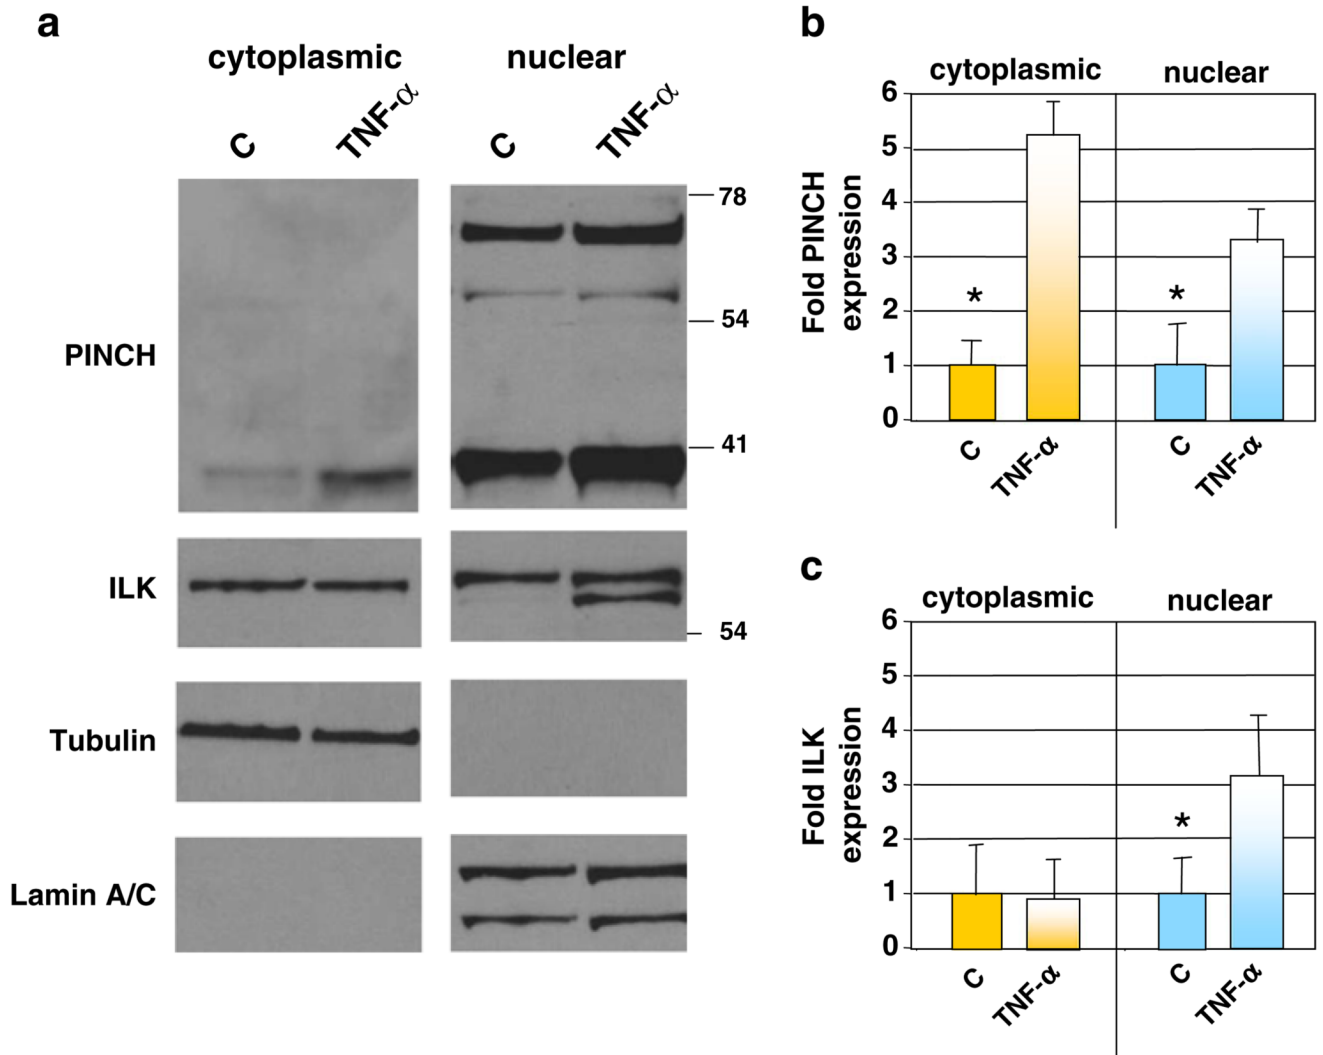 a
cytoplasmic
nuclear
C
TNF-α
C
TNF-α
PINCH
78
54
41
ILK
54
Tubulin
Lamin A/C
b
cytoplasmic
nuclear
Fold PINCH
expression
6
5
4
3
2
1
0
*
*
C
TNF-α
C
TNF-α
c
cytoplasmic
nuclear
Fold ILK
expression
6
5
4
3
2
1
0
*
C
TNF-α
C
TNF-α